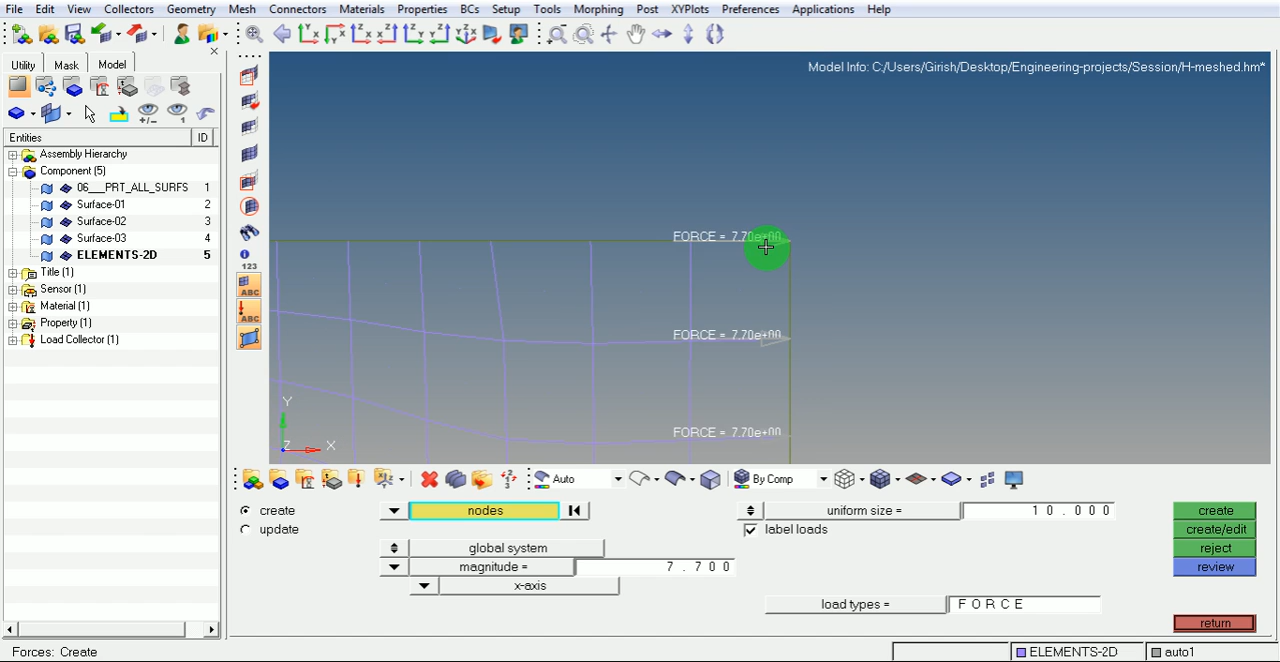 File Edit View Collectors Geometry Mesh Connectors Materials Properties BCs Setup Tools Morphing Post XYPlots Preferences Applications Help
Utility Mask Model
Model Info: C:/Users/Girish/Desktop/Engineering-projects/Session/H-meshed.hm*
Entities ID
Assembly Hierarchy
Component (5)
06___PRT_ALL_SURFS 1
Surface-01 2
Surface-02 3
Surface-03 4
ELEMENTS-2D 5
Title (1)
Sensor (1)
Material (1)
Property (1)
Load Collector (1)
123
ABC
ABC
FORCE = 7.70e+00
FORCE = 7.70e+00
FORCE = 7.70e+00
Y
Z X
Auto By Comp
create nodes uniform size = 10.000 create
update label loads create/edit
global system reject
magnitude = 7.700 review
x-axis
load types = FORCE
return
Forces: Create ELEMENTS-2D auto1